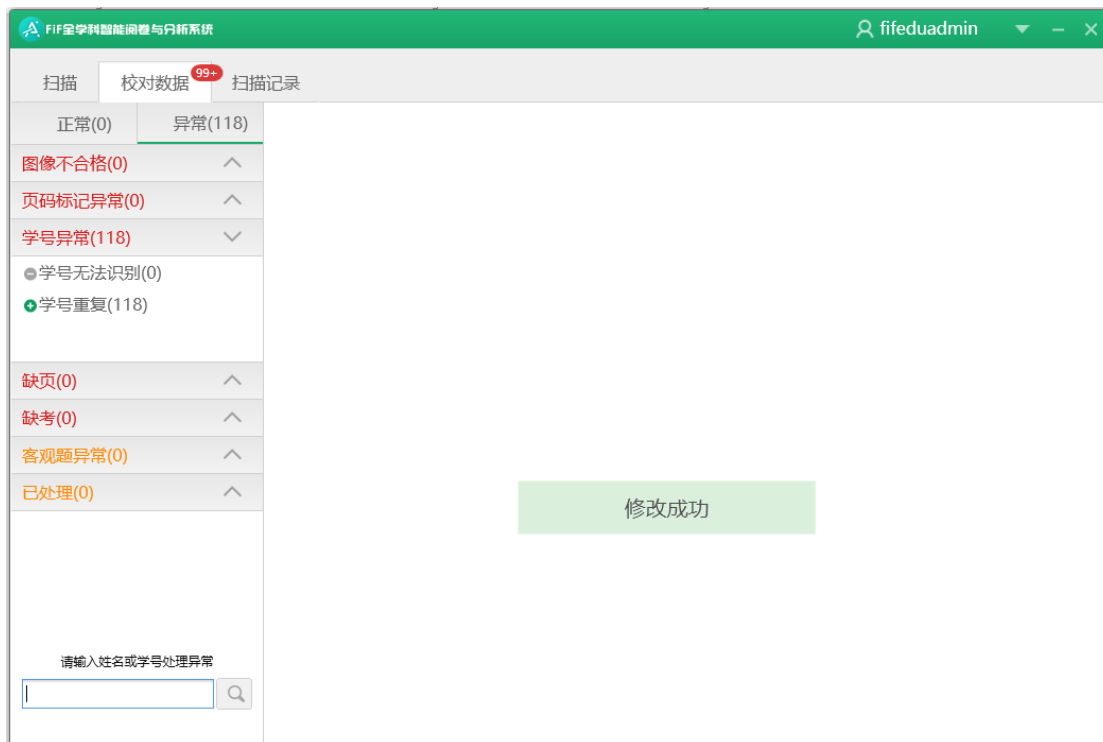 FIF全学科智能阅卷与分析系统 fifeduadmin
扫描 校对数据 99+ 扫描记录
正常(0) 异常(118)
图像不合格(0)
页码标记异常(0)
学号异常(118)
学号无法识别(0)
学号重复(118)
缺页(0)
缺考(0)
客观题异常(0)
已处理(0)
修改成功
请输入姓名或学号处理异常